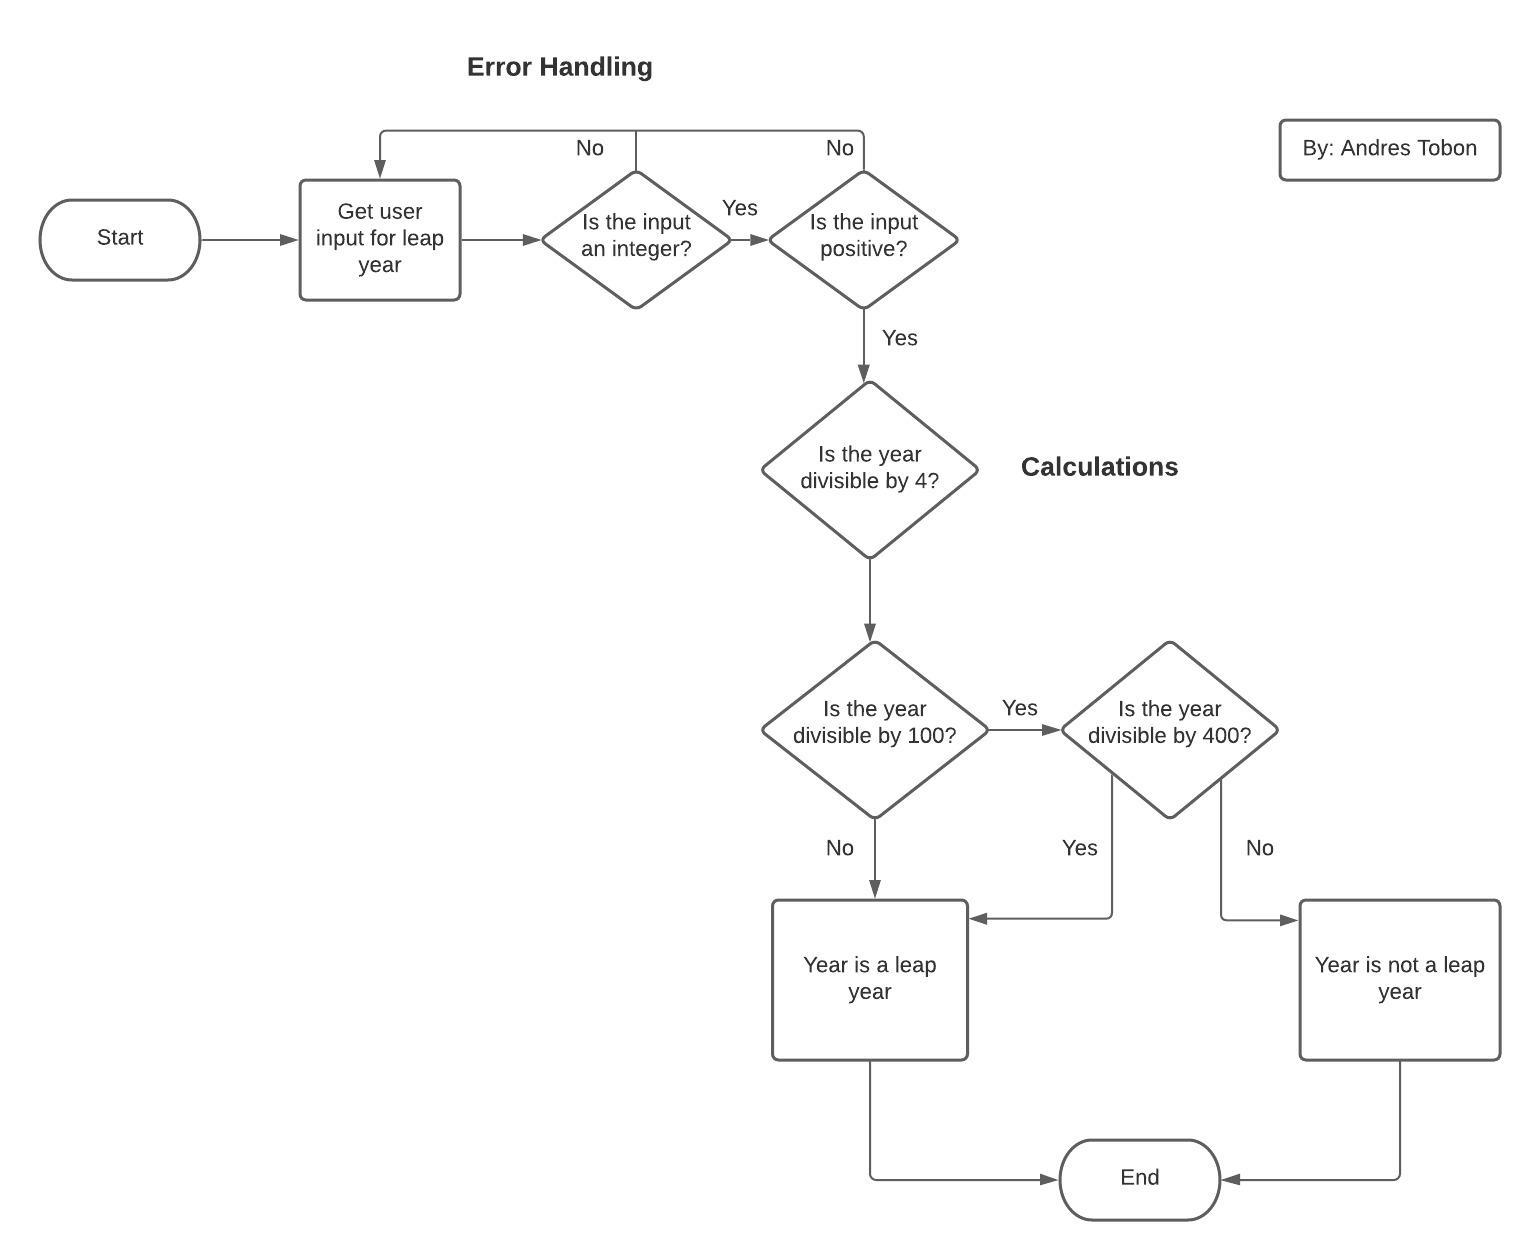 Error Handling
By: Andres Tobon
No
No
Start
Get user
input for leap
year
Is the input
an integer?
Yes
Is the input
positive?
Yes
Is the year
divisible by 4?
Calculations
Is the year
divisible by 100?
Yes
Is the year
divisible by 400?
No
Yes
No
Year is a leap
year
Year is not a leap
year
End